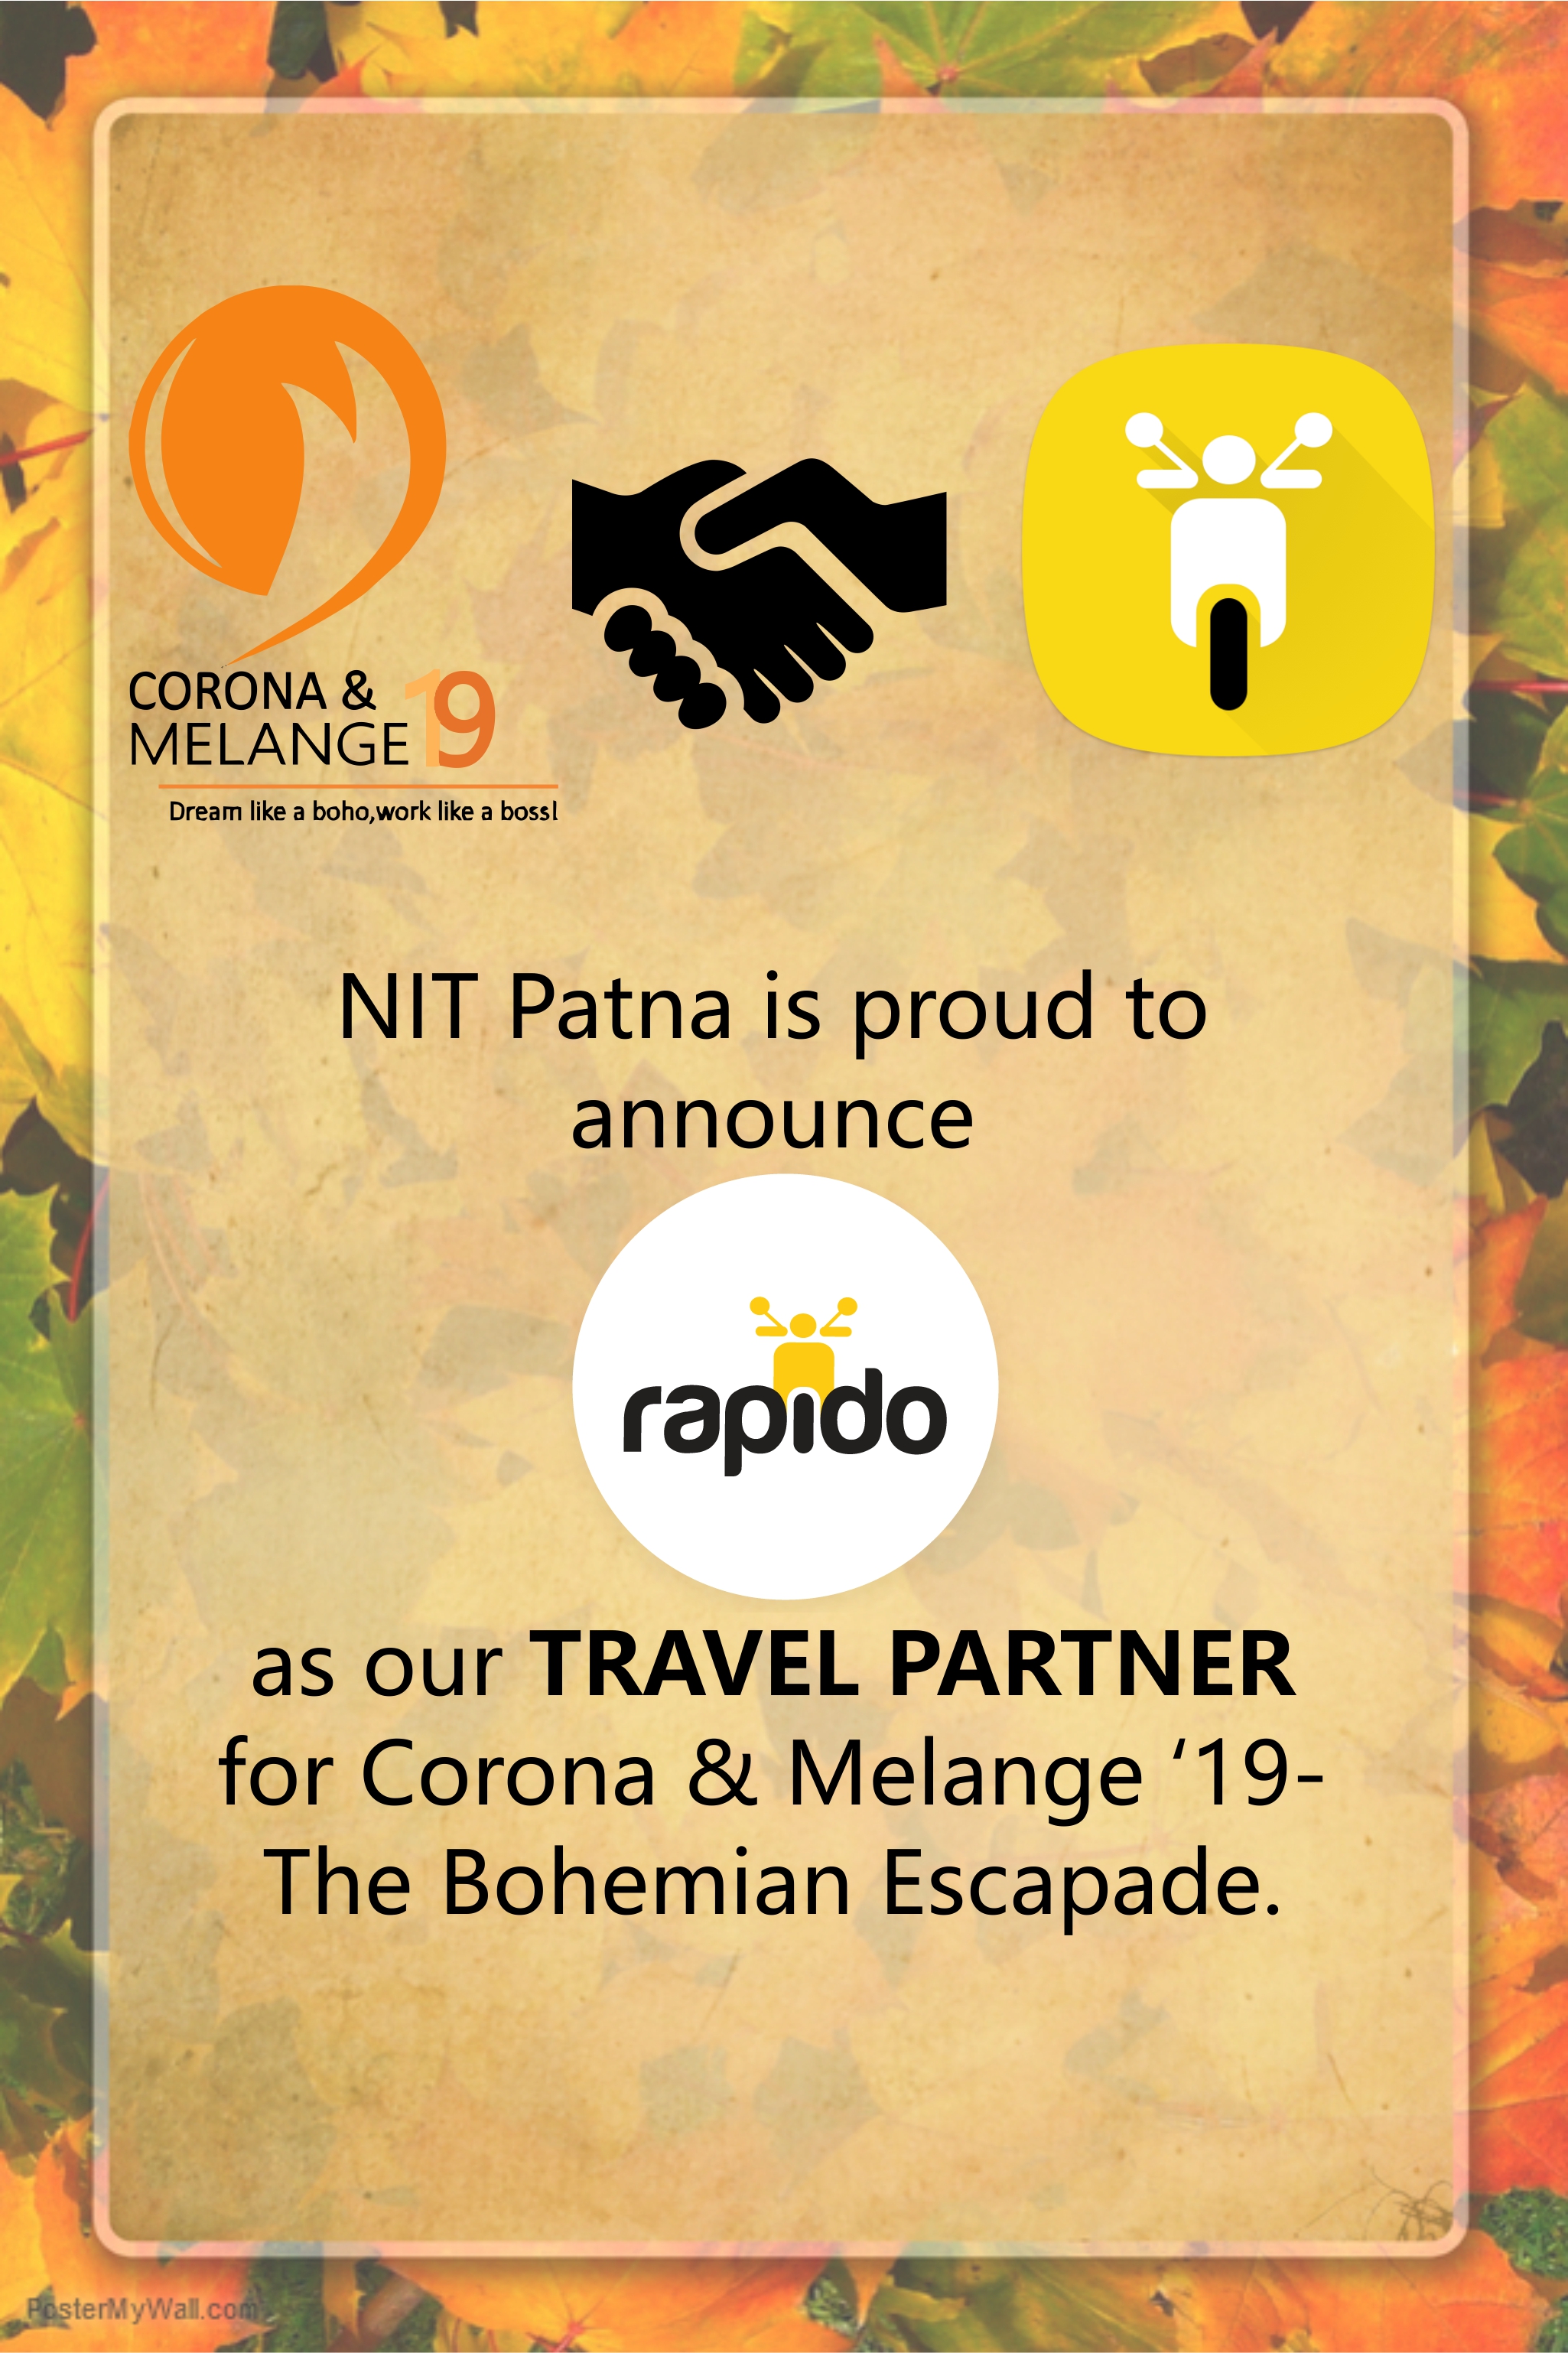 CORONA &
MELANGE 19
Dream like a boho,work like a boss!
NIT Patna is proud to
announce
rapido
as our TRAVEL PARTNER
for Corona & Melange ‘19-
The Bohemian Escapade.
PosterMyWall.com